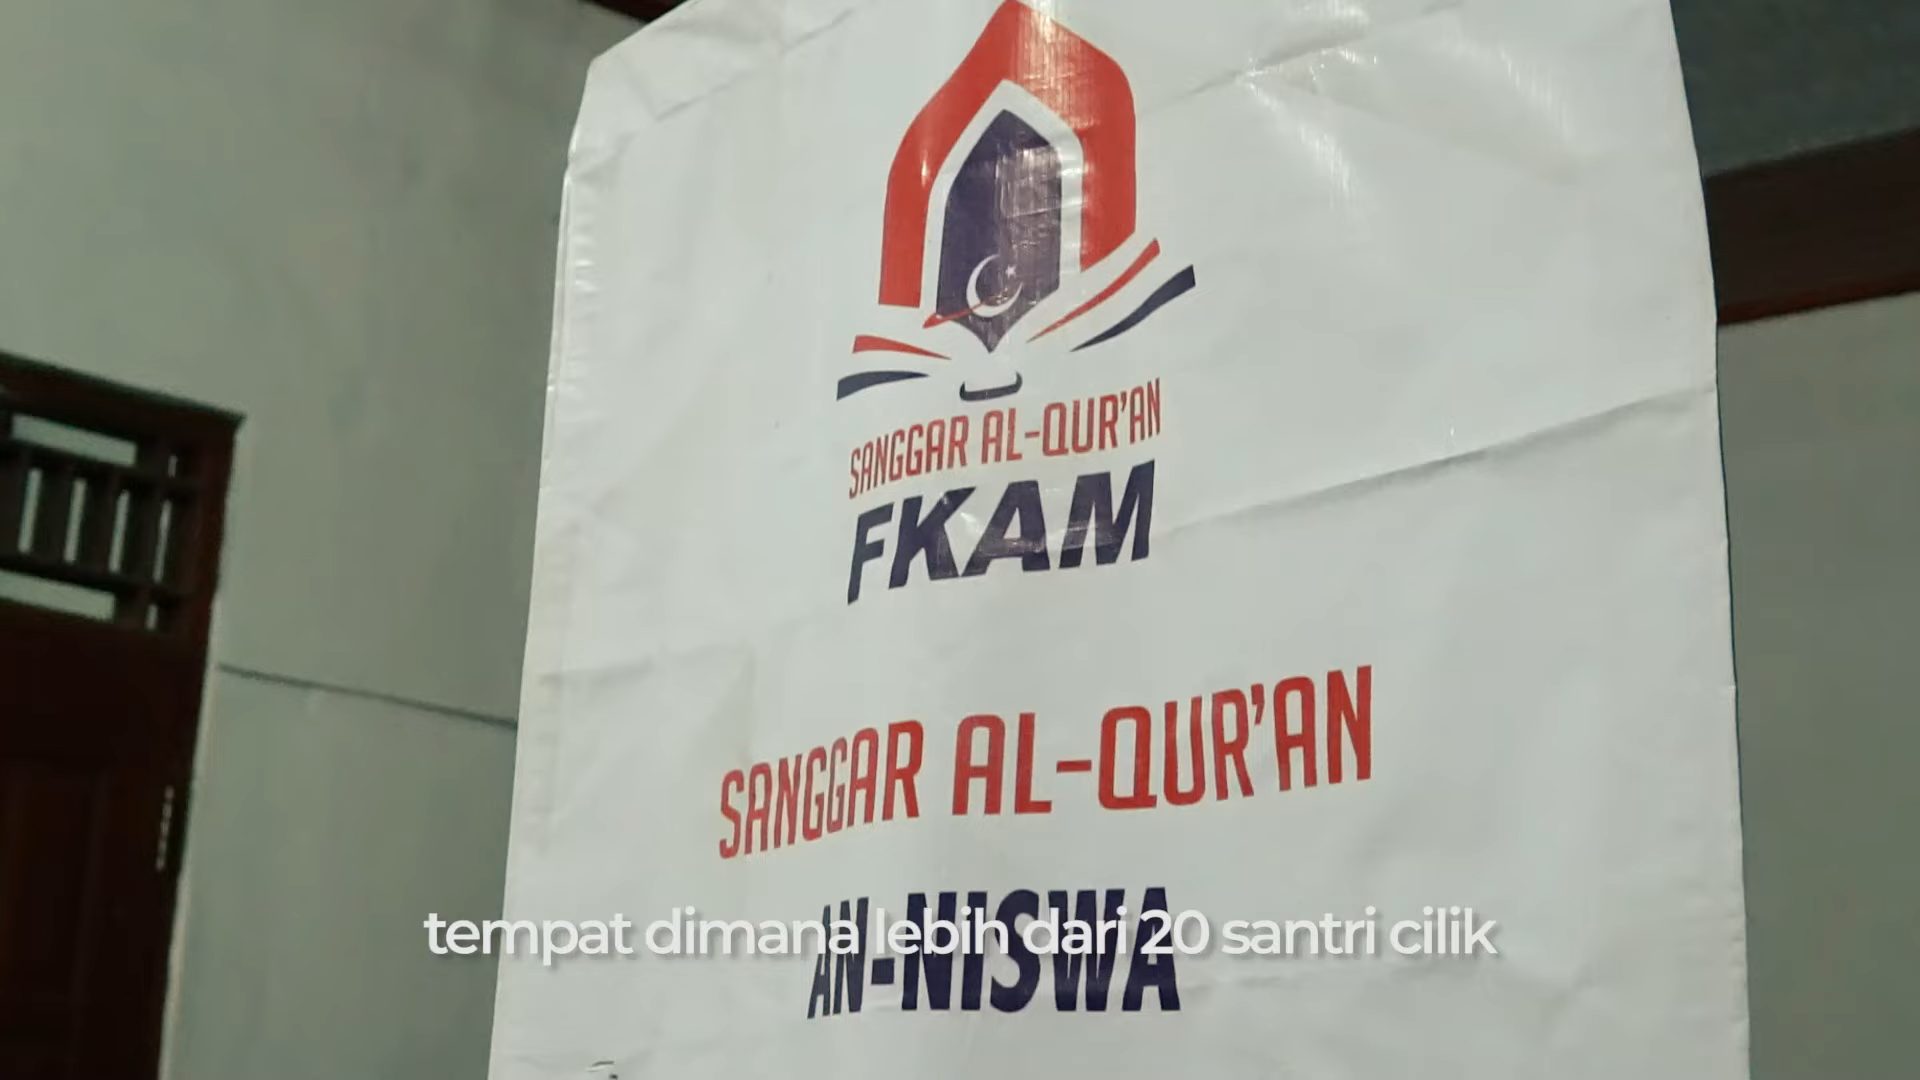 SANGGAR AL-QUR'AN
FKAM
SANGGAR AL-QUR'AN
AN-NISWA
tempat dimana lebih dari 20 santri cilik